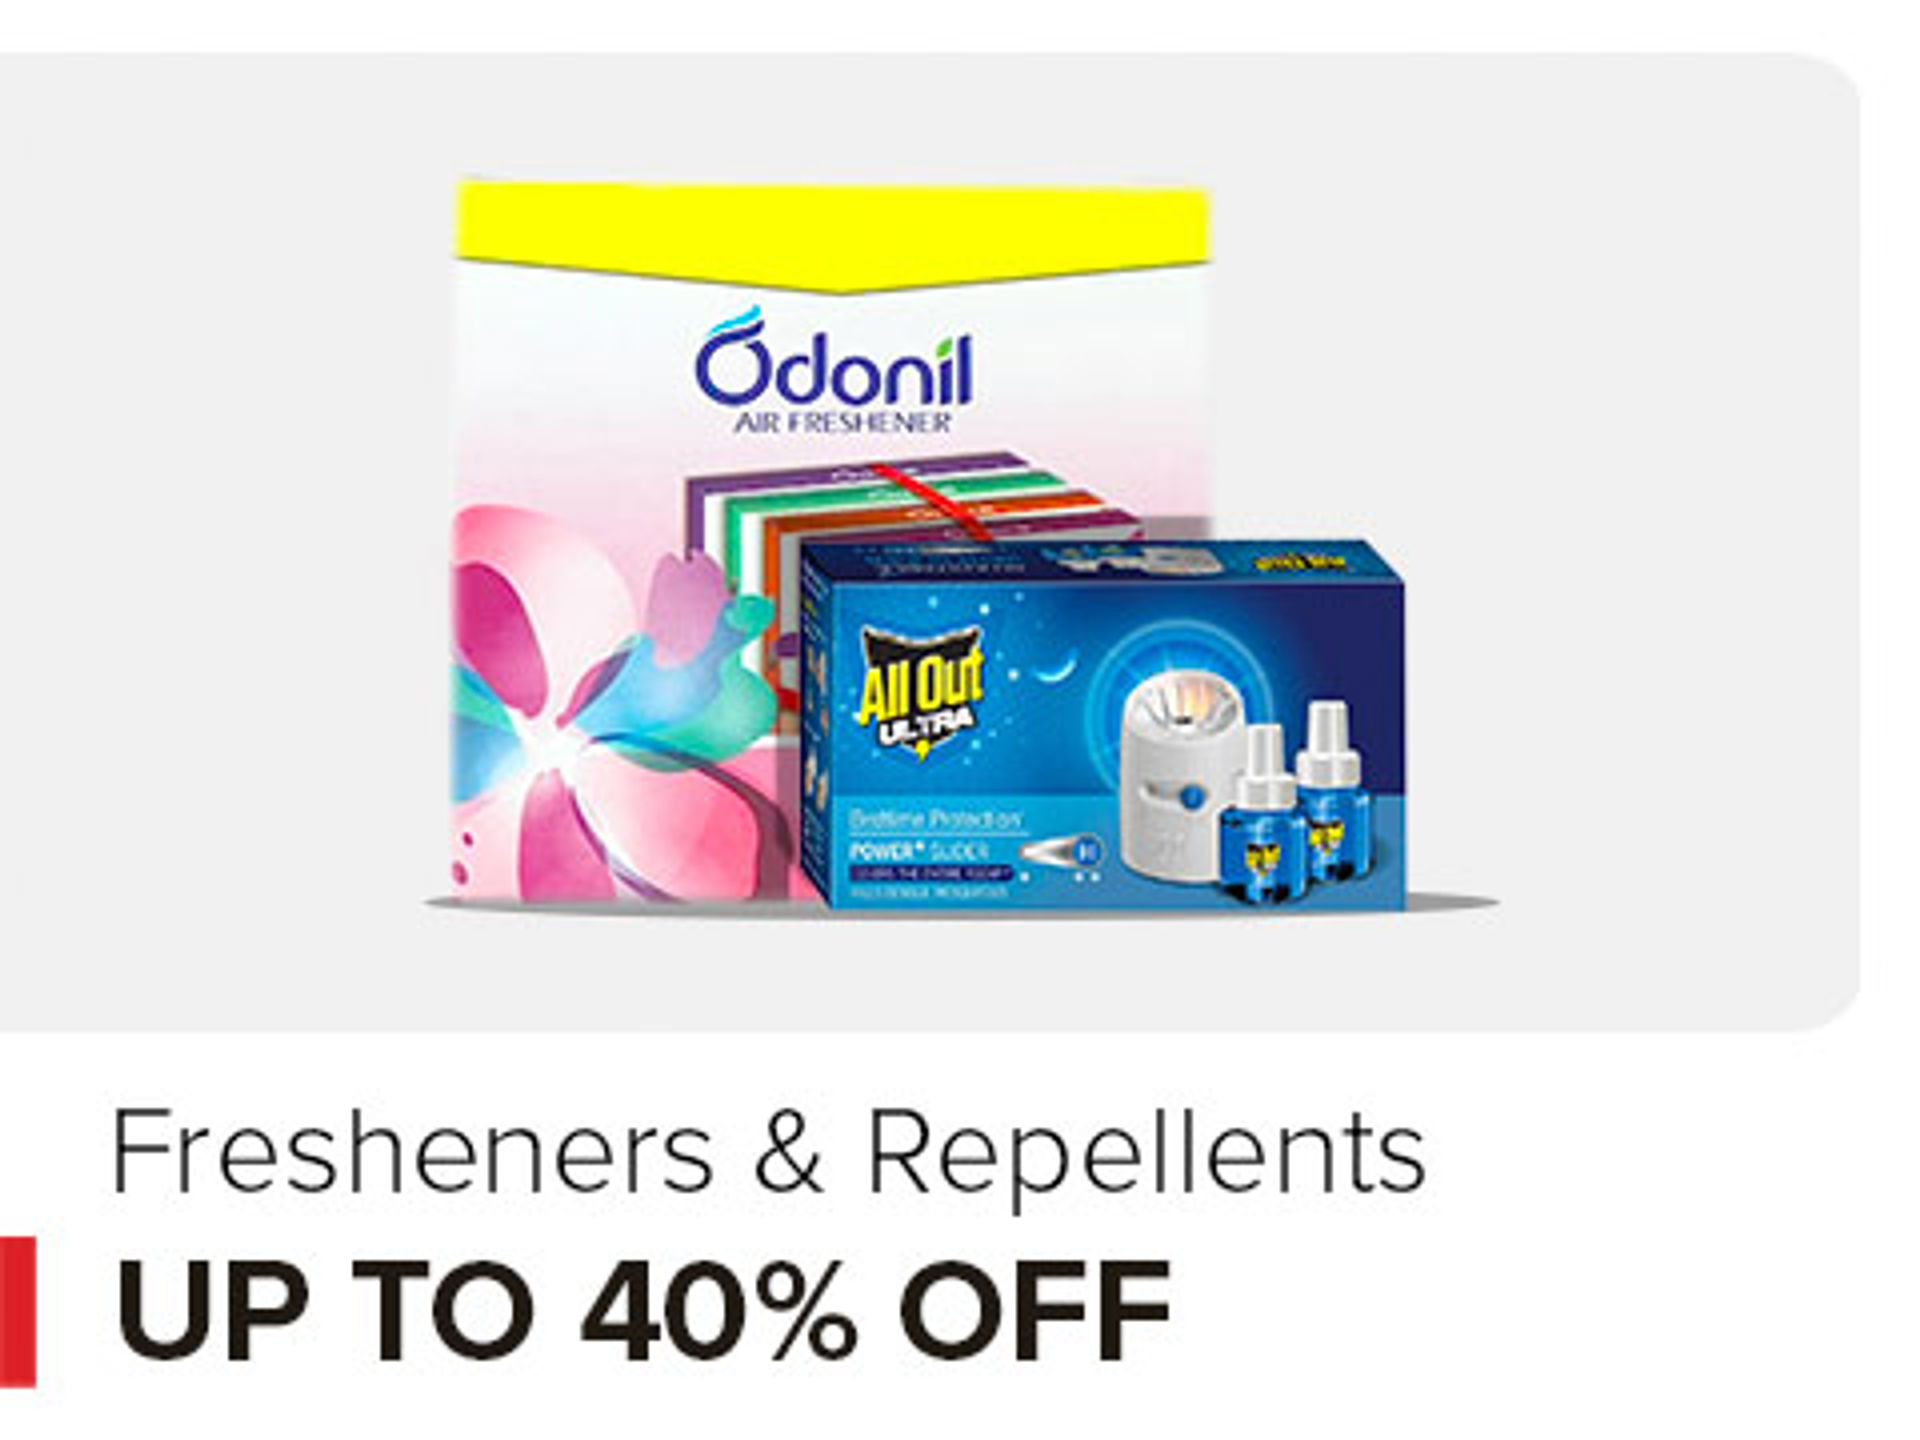 Odonil
AIR FRESHENER
All Out
ULTRA
Bedtime Protection
POWER+ SLIDER
Fresheners & Repellents
UP TO 40% OFF